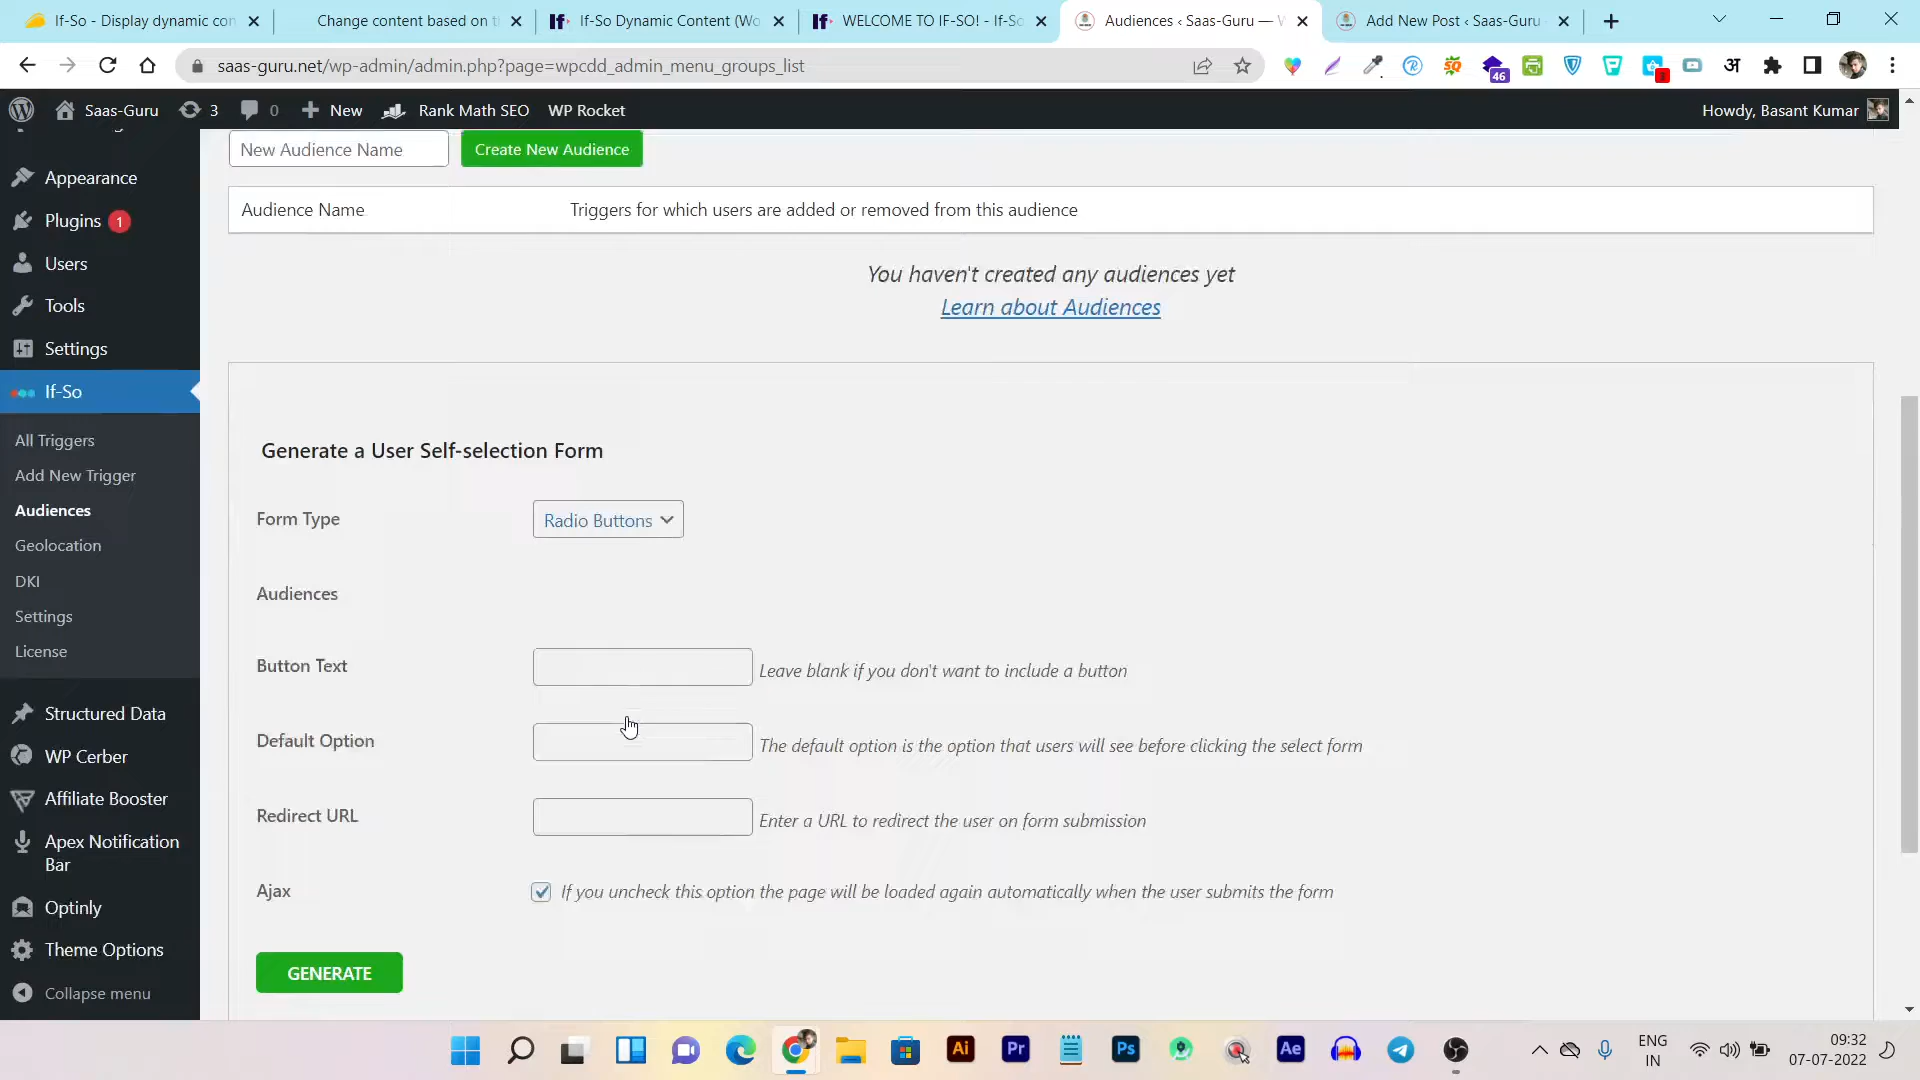 If-So - Display dynamic con
Change content based on t
If-So Dynamic Content (Wo
WELCOME TO IF-SO! - If-So
Audiences ‹ Saas-Guru — W
Add New Post ‹ Saas-Guru
saas-guru.net/wp-admin/admin.php?page=wpcdd_admin_menu_groups_list
46
3
अ
Saas-Guru
3
0
New
Rank Math SEO
WP Rocket
Howdy, Basant Kumar
Appearance
Plugins 1
Users
Tools
Settings
If-So
All Triggers
Add New Trigger
Audiences
Geolocation
DKI
Settings
License
Structured Data
WP Cerber
Affiliate Booster
Apex Notification
Bar
Optinly
Theme Options
Collapse menu
New Audience Name
Create New Audience
Audience Name
Triggers for which users are added or removed from this audience
You haven't created any audiences yet
Learn about Audiences
Generate a User Self-selection Form
Form Type
Radio Buttons
Audiences
Button Text
Leave blank if you don't want to include a button
Default Option
The default option is the option that users will see before clicking the select form
Redirect URL
Enter a URL to redirect the user on form submission
Ajax
If you uncheck this option the page will be loaded again automatically when the user submits the form
GENERATE
Ai
Pr
Ps
Ae
ENG
IN
09:32
07-07-2022